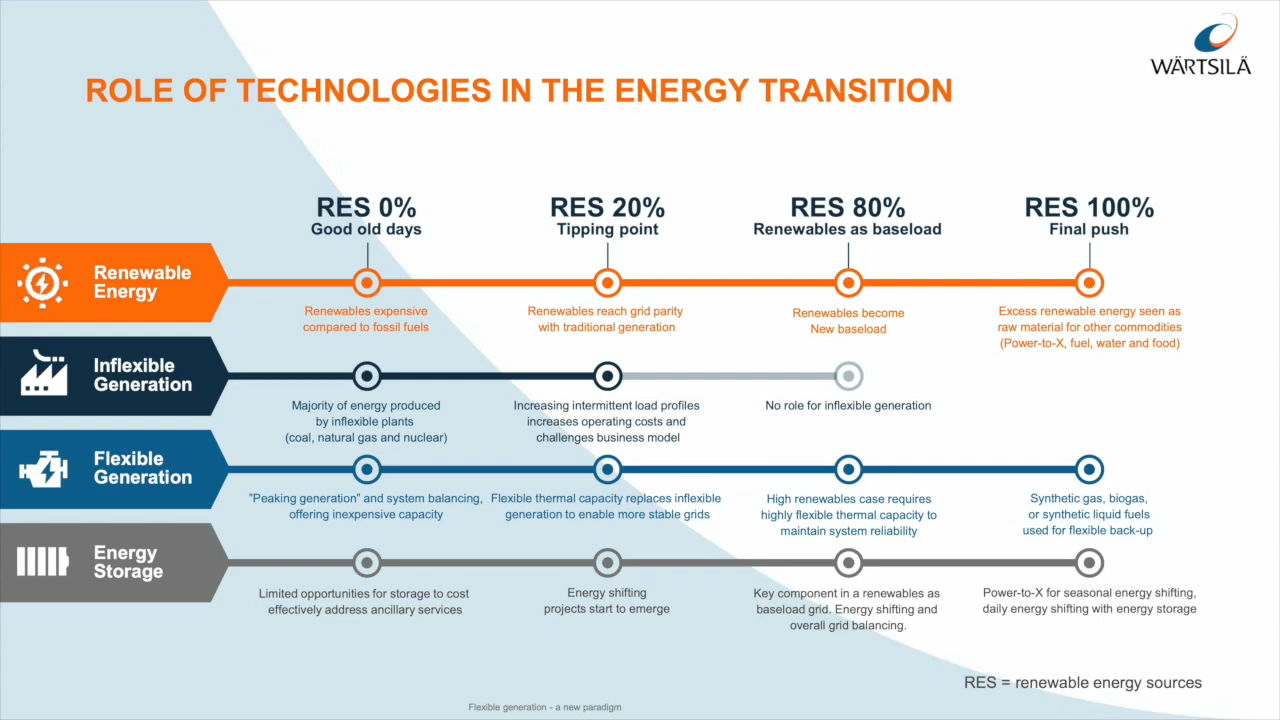 WÄRTSILÄ
ROLE OF TECHNOLOGIES IN THE ENERGY TRANSITION
RES 0%
Good old days
RES 20%
Tipping point
RES 80%
Renewables as baseload
RES 100%
Final push
Renewable
Energy
Renewables expensive
compared to fossil fuels
Renewables reach grid parity
with traditional generation
Renewables become
New baseload
Excess renewable energy seen as
raw material for other commodities
(Power-to-X, fuel, water and food)
Inflexible
Generation
Majority of energy produced
by inflexible plants
(coal, natural gas and nuclear)
Increasing intermittent load profiles
increases operating costs and
challenges business model
No role for inflexible generation
Flexible
Generation
"Peaking generation" and system balancing,
offering inexpensive capacity
Flexible thermal capacity replaces inflexible
generation to enable more stable grids
High renewables case requires
highly flexible thermal capacity to
maintain system reliability
Synthetic gas, biogas,
or synthetic liquid fuels
used for flexible back-up
Energy
Storage
Limited opportunities for storage to cost
effectively address ancillary services
Energy shifting
projects start to emerge
Key component in a renewables as
baseload grid. Energy shifting and
overall grid balancing.
Power-to-X for seasonal energy shifting,
daily energy shifting with energy storage
RES = renewable energy sources
Flexible generation - a new paradigm